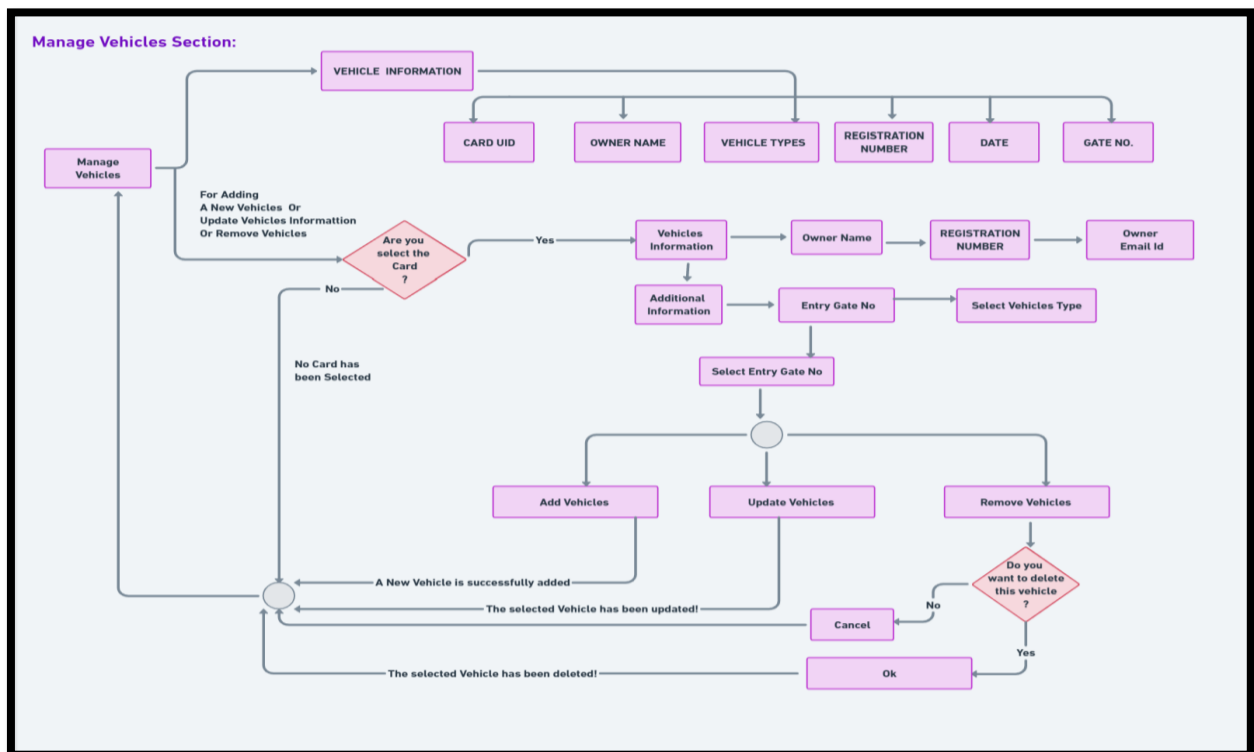 Manage Vehicles Section:
VEHICLE INFORMATION
CARD UID
OWNER NAME
VEHICLE TYPES
REGISTRATION
NUMBER
DATE
GATE NO.
Manage
Vehicles
For Adding
A New Vehicles Or
Update Vehicles Informattion
Or Remove Vehicles
Are you
select the
Card
?
Yes
Vehicles
Information
Owner Name
REGISTRATION
NUMBER
Owner
Email Id
No
Additional
Information
Entry Gate No
Select Vehicles Type
No Card has
been Selected
Select Entry Gate No
Add Vehicles
Update Vehicles
Remove Vehicles
Do you
want to delete
this vehicle
?
A New Vehicle is successfully added
The selected Vehicle has been updated!
No
Cancel
Yes
The selected Vehicle has been deleted!
Ok